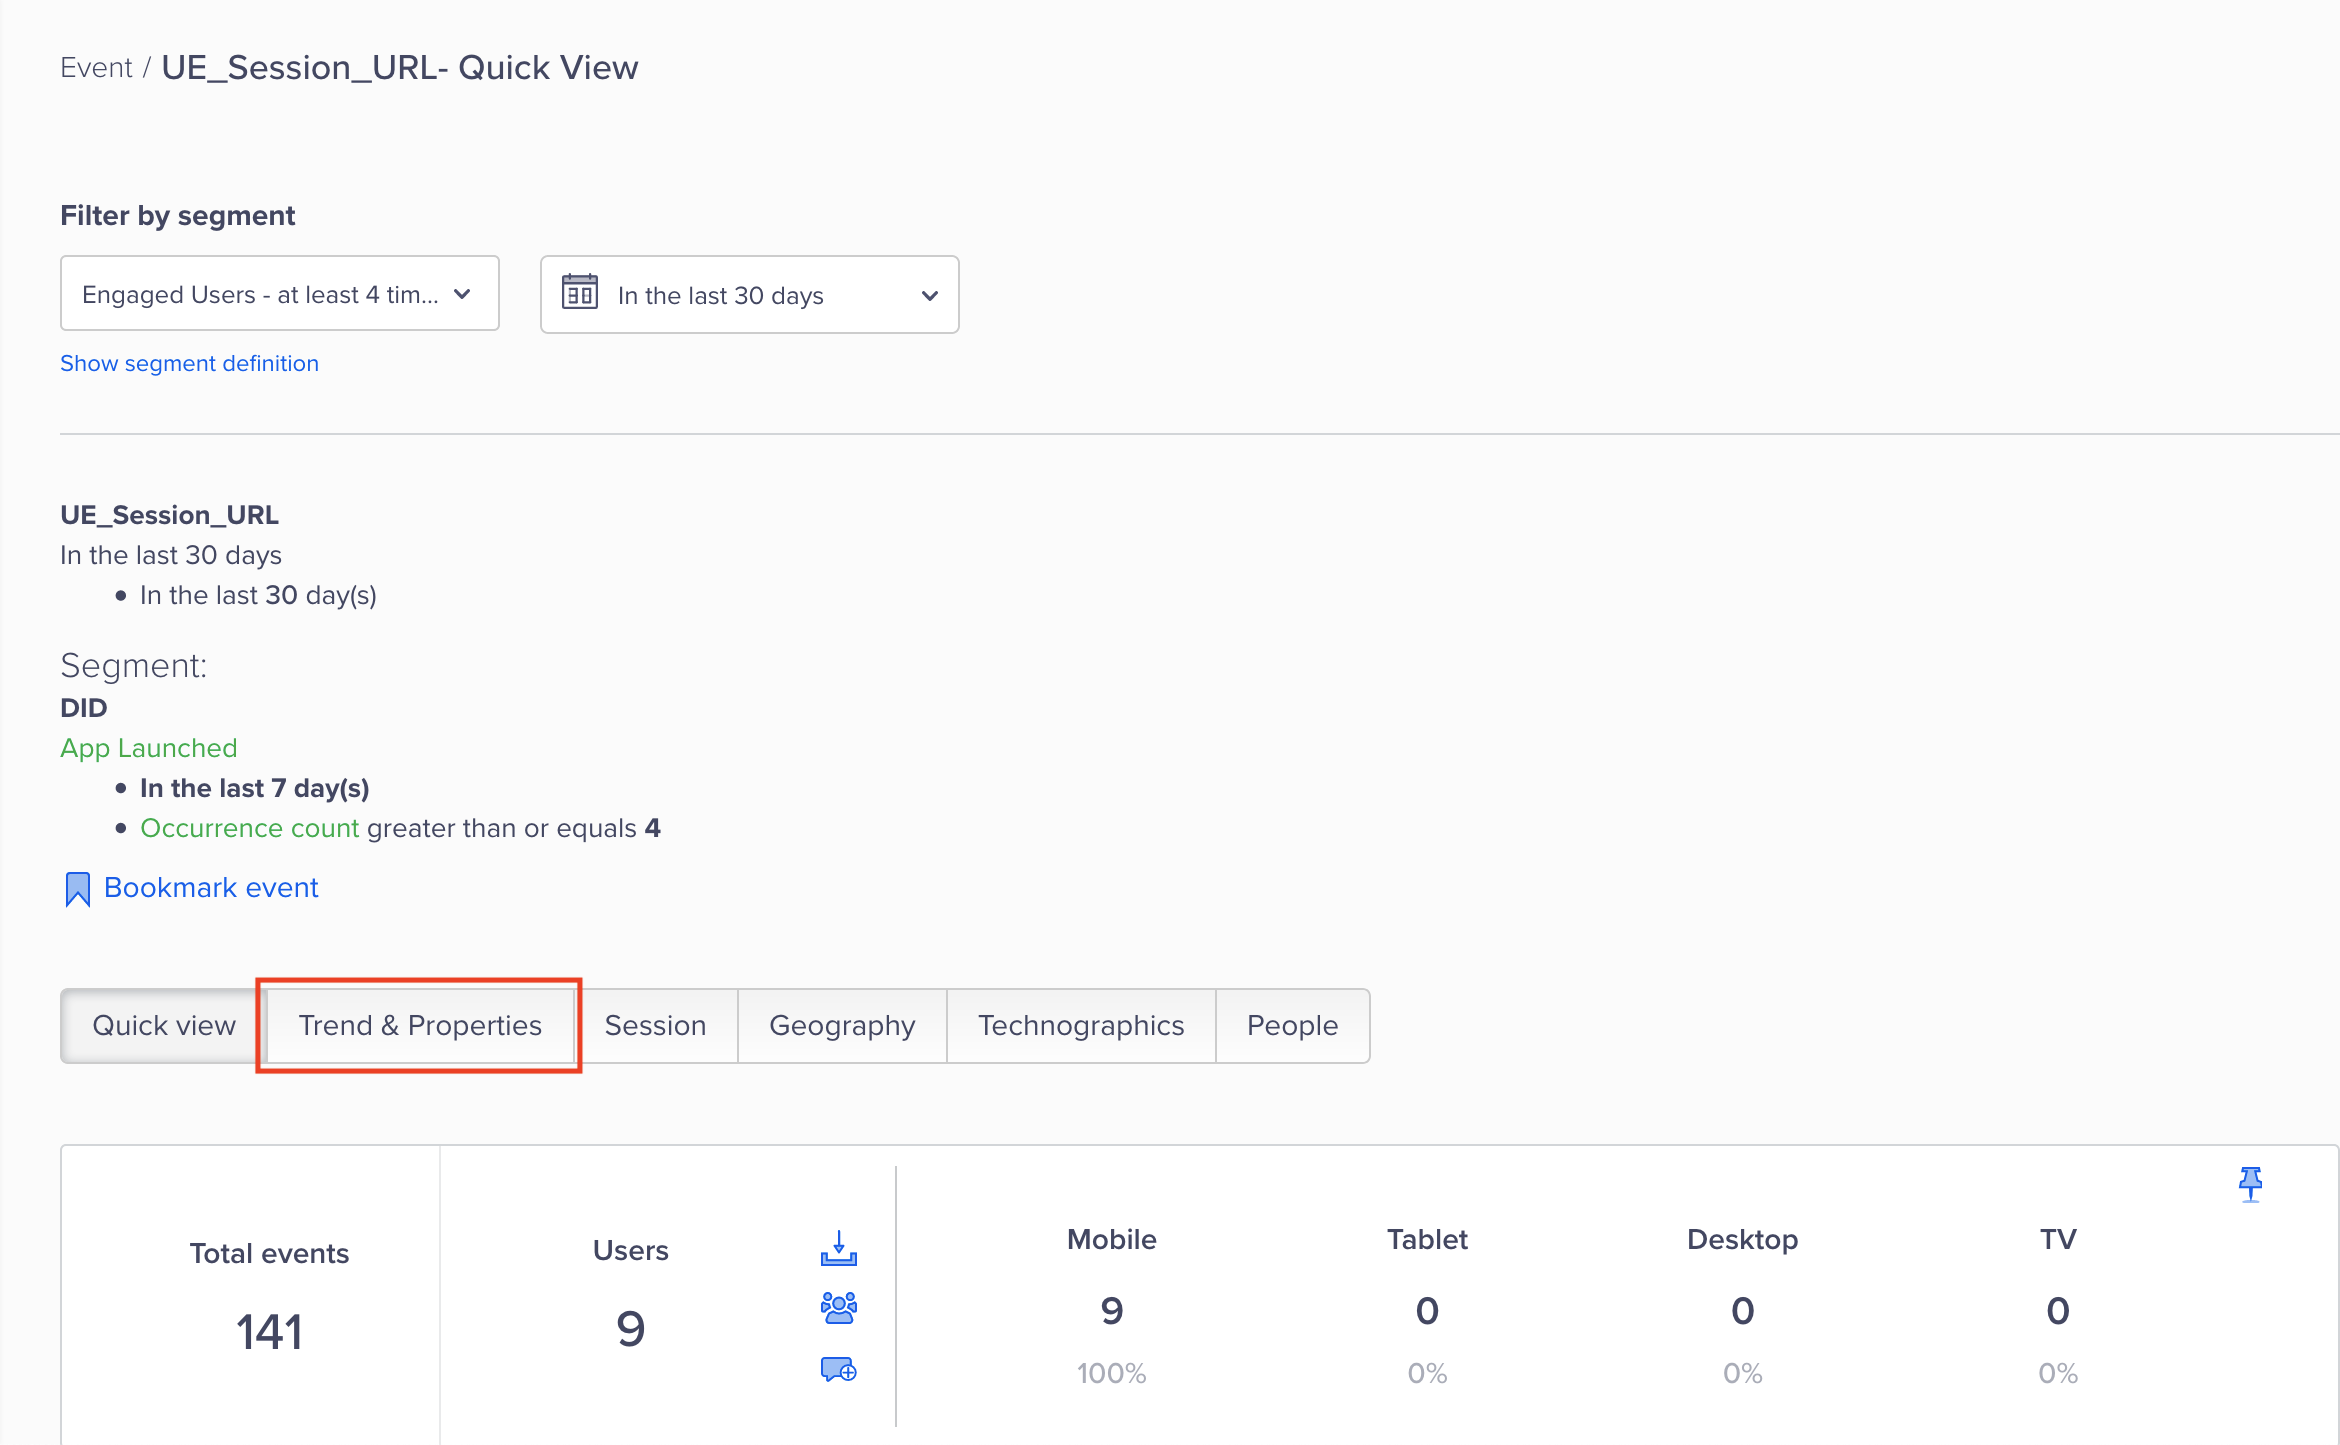 Event / UE_Session_URL- Quick View
Filter by segment
Engaged Users - at least 4 tim...
30 In the last 30 days
Show segment definition
UE_Session_URL
In the last 30 days
• In the last 30 day(s)
Segment:
DID
App Launched
• In the last 7 day(s)
• Occurrence count greater than or equals 4
Bookmark event
Quick view Trend & Properties Session Geography Technographics People
Total events Users Mobile Tablet Desktop TV
141 9 9 0 0 0
100% 0% 0% 0%